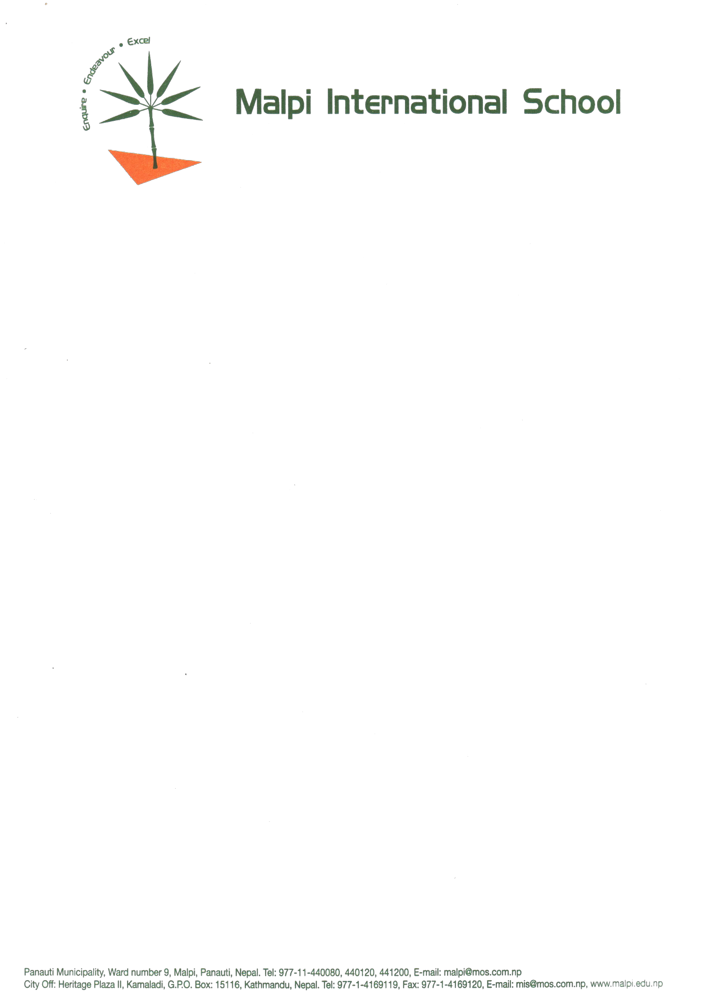 Enquire • Endeavour • Excel
Malpi International School
Panauti Municipality, Ward number 9, Malpi, Panauti, Nepal. Tel: 977-11-440080, 440120, 441200, E-mail: malpi@mos.com.np
City Off: Heritage Plaza II, Kamaladi, G.P.O. Box: 15116, Kathmandu, Nepal. Tel: 977-1-4169119, Fax: 977-1-4169120, E-mail: mis@mos.com.np, www.malpi.edu.np